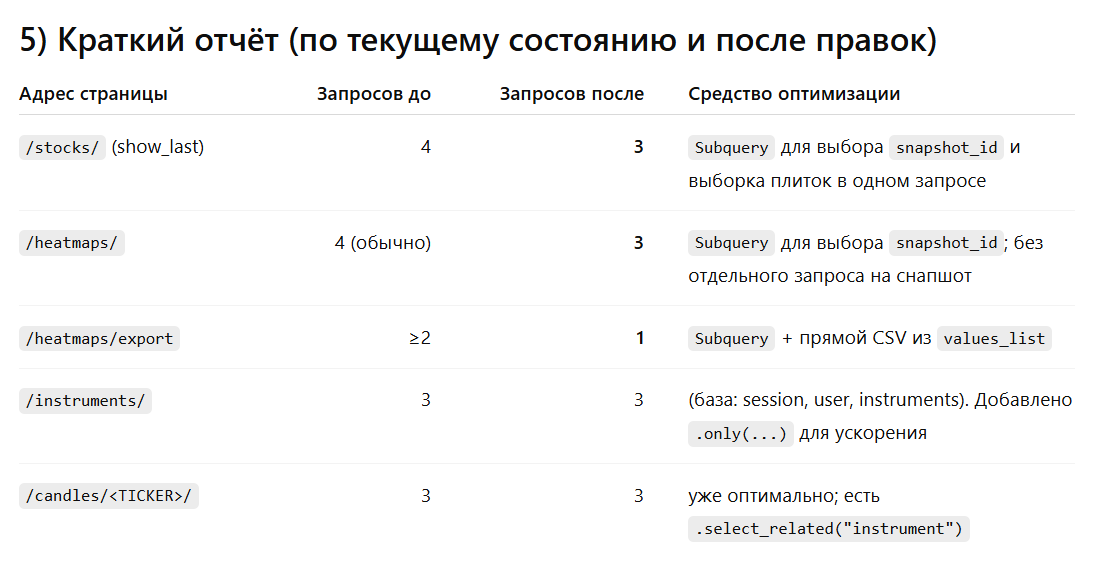 5) Краткий отчёт (по текущему состоянию и после правок)
Адрес страницы Запросов до Запросов после Средство оптимизации
/stocks/ (show_last) 4 3 Subquery для выбора snapshot_id и
выборка плиток в одном запросе
/heatmaps/ 4 (обычно) 3 Subquery для выбора snapshot_id; без
отдельного запроса на снапшот
/heatmaps/export ≥2 1 Subquery + прямой CSV из values_list
/instruments/ 3 3 (база: session, user, instruments). Добавлено
.only(...) для ускорения
/candles/<TICKER>/ 3 3 уже оптимально; есть
.select_related("instrument")